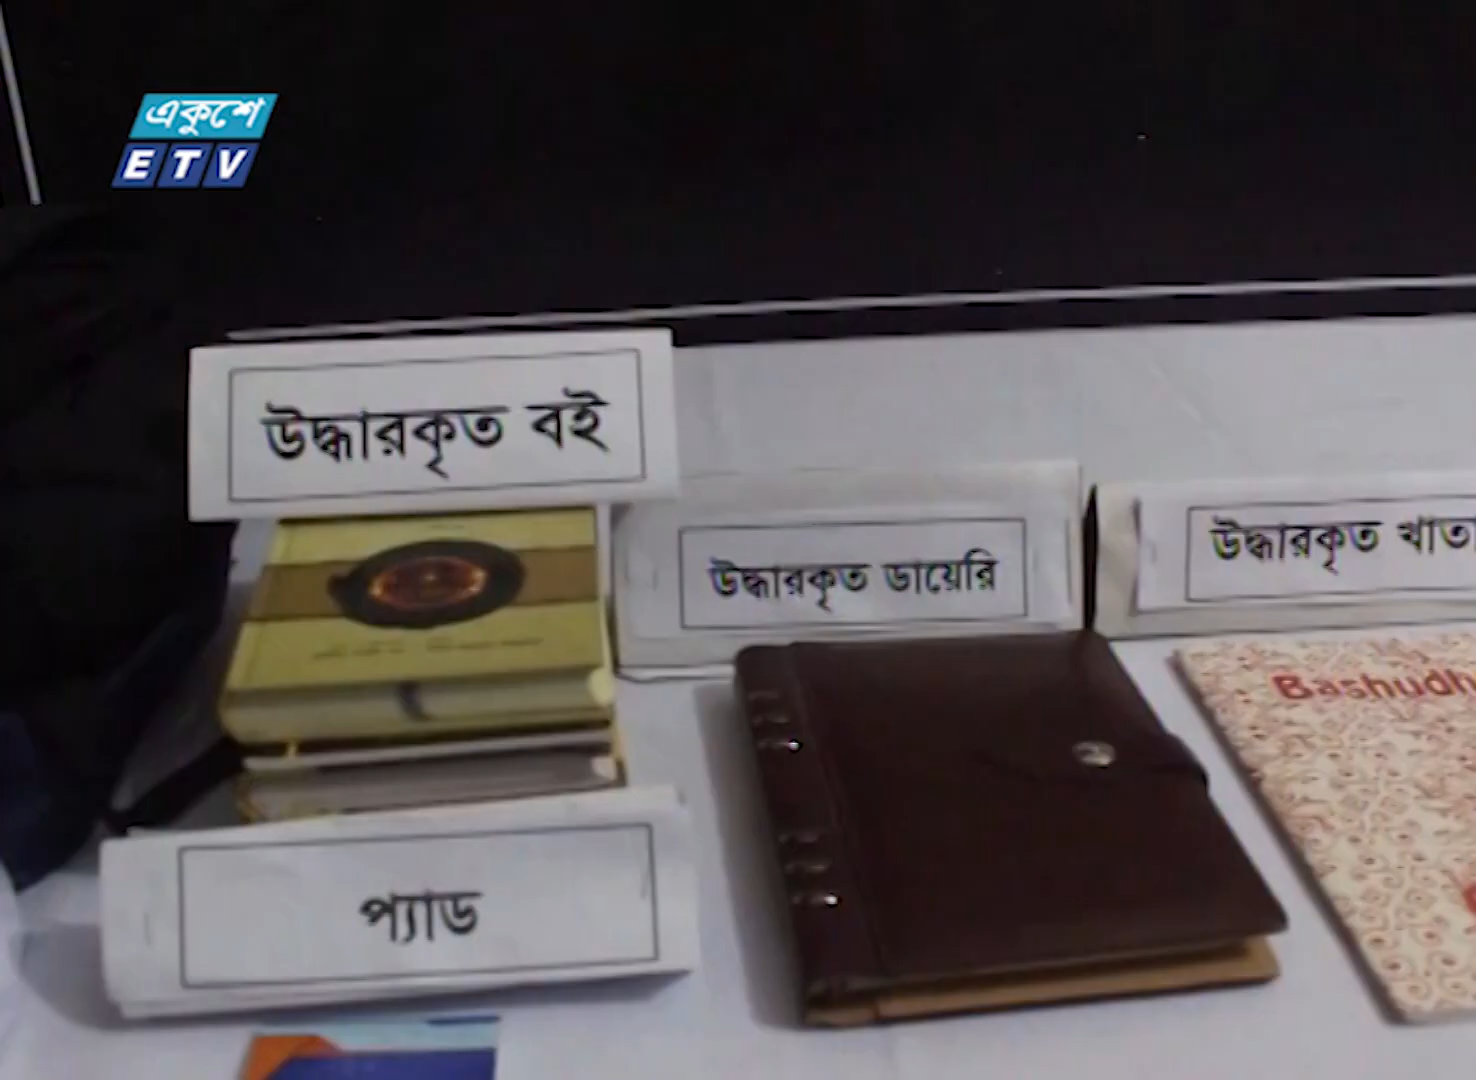 একুশে
ETV
উদ্ধারকৃত বই
উদ্ধারকৃত ডায়েরি
উদ্ধারকৃত খাতা
Bashudh
প্যাড